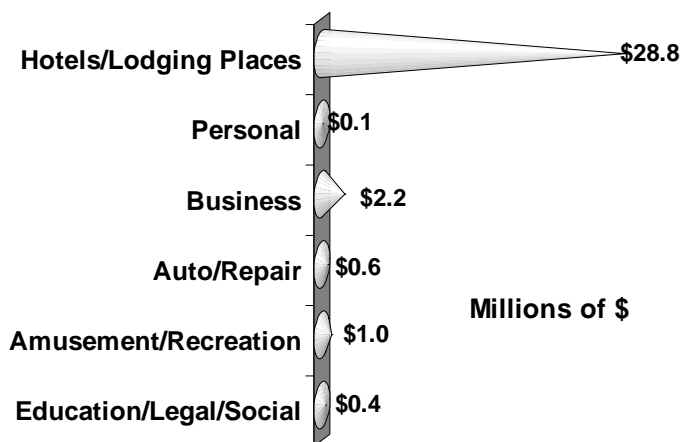 Hotels/Lodging Places $28.8
Personal $0.1
Business $2.2
Auto/Repair $0.6
Millions of $
Amusement/Recreation $1.0
Education/Legal/Social $0.4